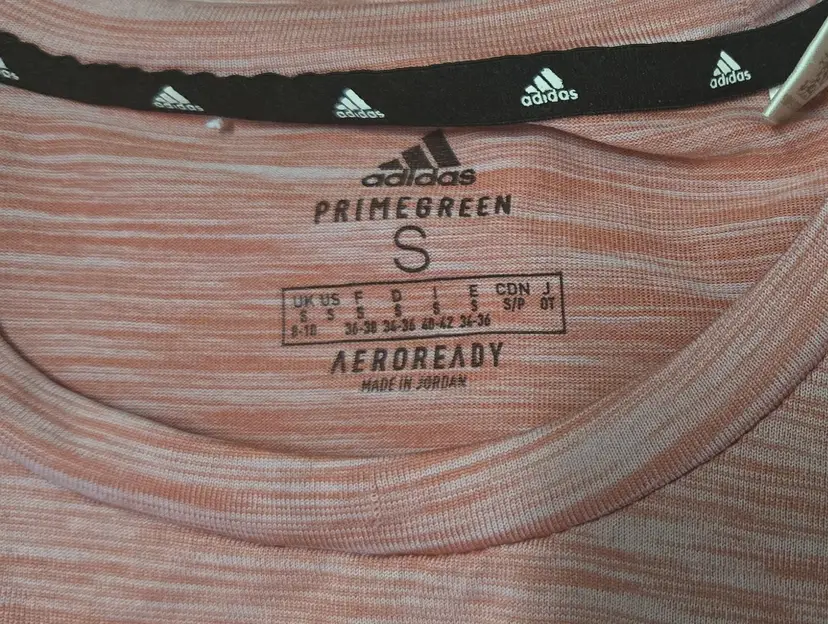 adidas
adidas
adidas
adidas
adidas
PRIMEGREEN
S
UK US F D I E CDN J
S S S S S S S/P OT
8-10 36-38 34-36 40-42 34-36
AEROREADY
MADE IN JORDAN